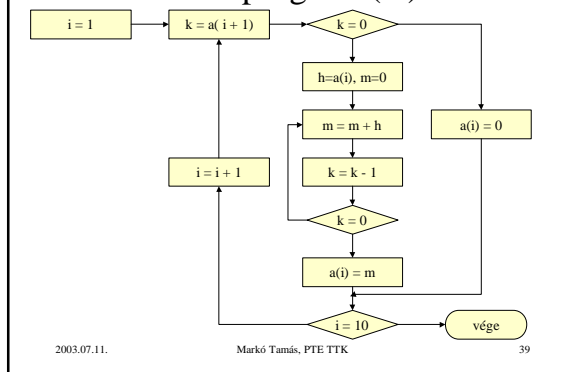 i = 1
k = a( i + 1)
k = 0
h=a(i), m=0
m = m + h
a(i) = 0
i = i + 1
k = k - 1
k = 0
a(i) = m
i = 10
vége
2003.07.11.
Markó Tamás, PTE TTK
39